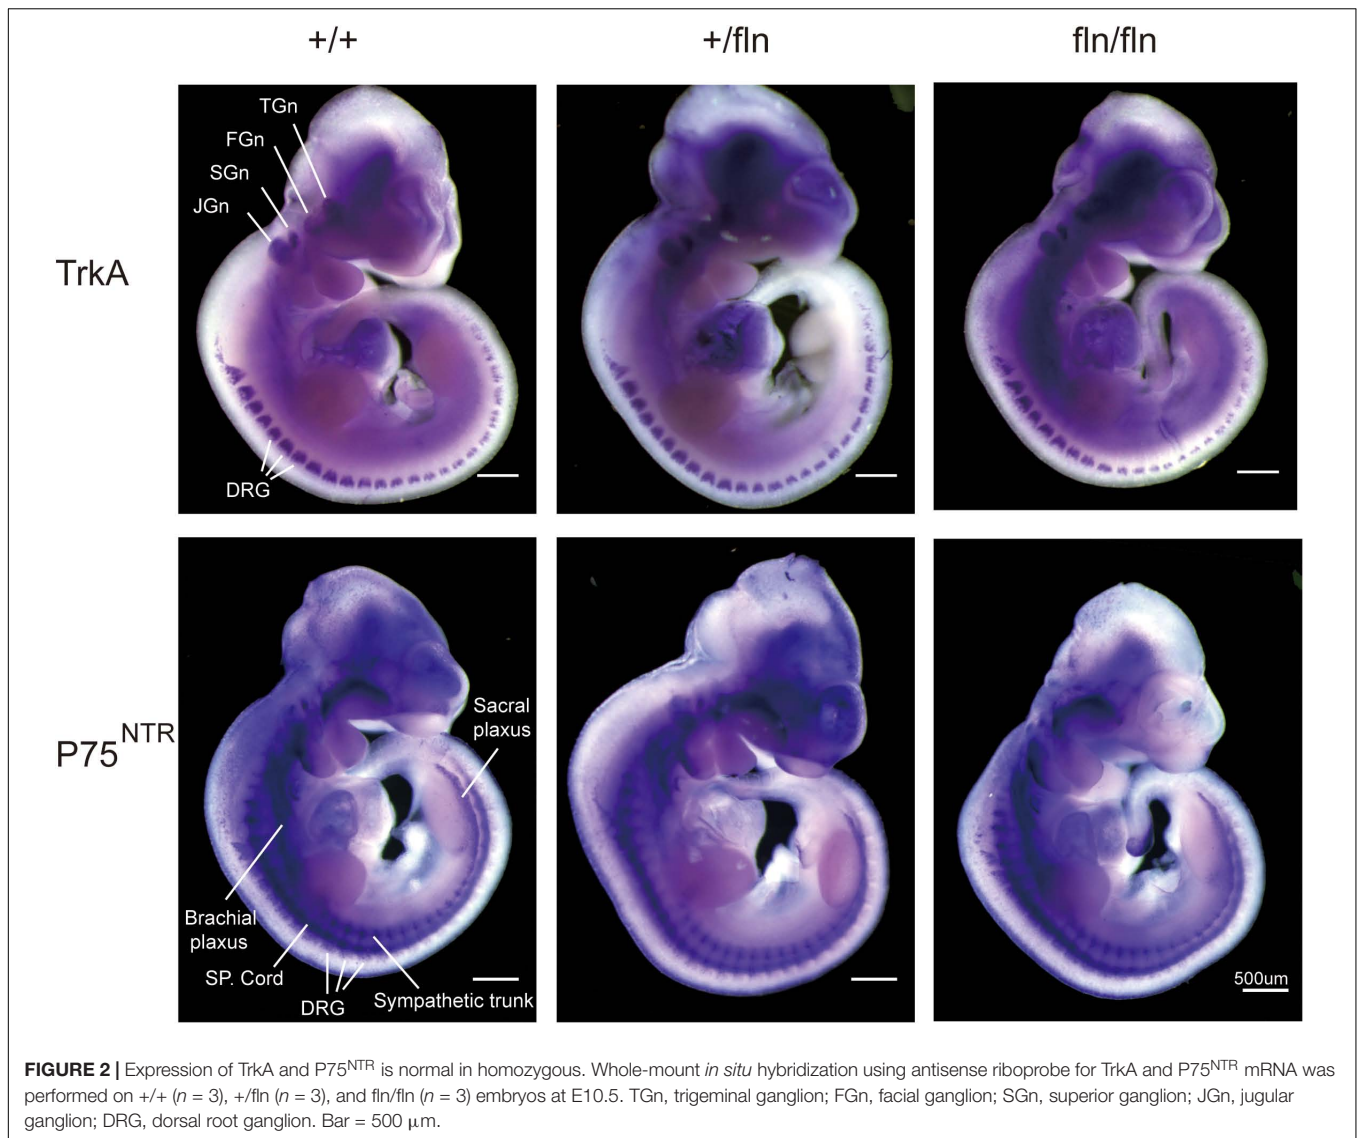 +/+ +/fln fln/fln
TrkA
TGn
FGn
SGn
JGn
DRG
P75NTR
Sacral
plaxus
Brachial
plaxus
SP. Cord
DRG
Sympathetic trunk
500um
FIGURE 2 | Expression of TrkA and P75NTR is normal in homozygous. Whole-mount in situ hybridization using antisense riboprobe for TrkA and P75NTR mRNA was
performed on +/+ (n = 3), +/fln (n = 3), and fln/fln (n = 3) embryos at E10.5. TGn, trigeminal ganglion; FGn, facial ganglion; SGn, superior ganglion; JGn, jugular
ganglion; DRG, dorsal root ganglion. Bar = 500 μm.